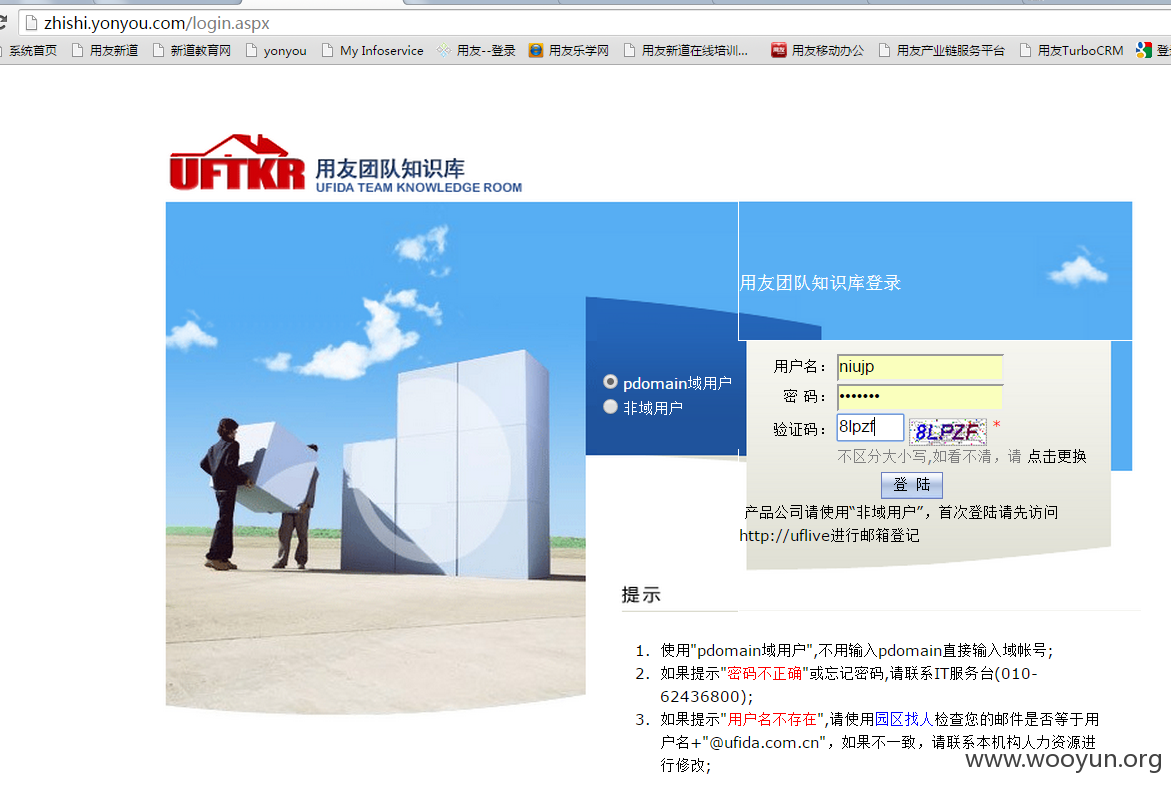 zhishi.yonyou.com/login.aspx
系统首页 用友新道 新道教育网 yonyou My Infoservice 用友--登录 用友乐学网 用友新道在线培训... 用友移动办公 用友产业链服务平台 用友TurboCRM 登
UFTKR 用友团队知识库
UFIDA TEAM KNOWLEDGE ROOM
用友团队知识库登录
pdomain域用户
非域用户
用户名： niujp
密 码： •••••••
验证码： 8lpzf 8LPZF *
不区分大小写,如看不清，请 点击更换
登 陆
产品公司请使用“非域用户”，首次登陆请先访问
http://uflive进行邮箱登记
提示
1. 使用"pdomain域用户",不用输入pdomain直接输入域帐号;
2. 如果提示"密码不正确"或忘记密码,请联系IT服务台(010-
62436800);
3. 如果提示"用户名不存在",请使用园区找人检查您的邮件是否等于用
户名+"@ufida.com.cn"，如果不一致，请联系本机构人力资源进
行修改;
www.wooyun.org